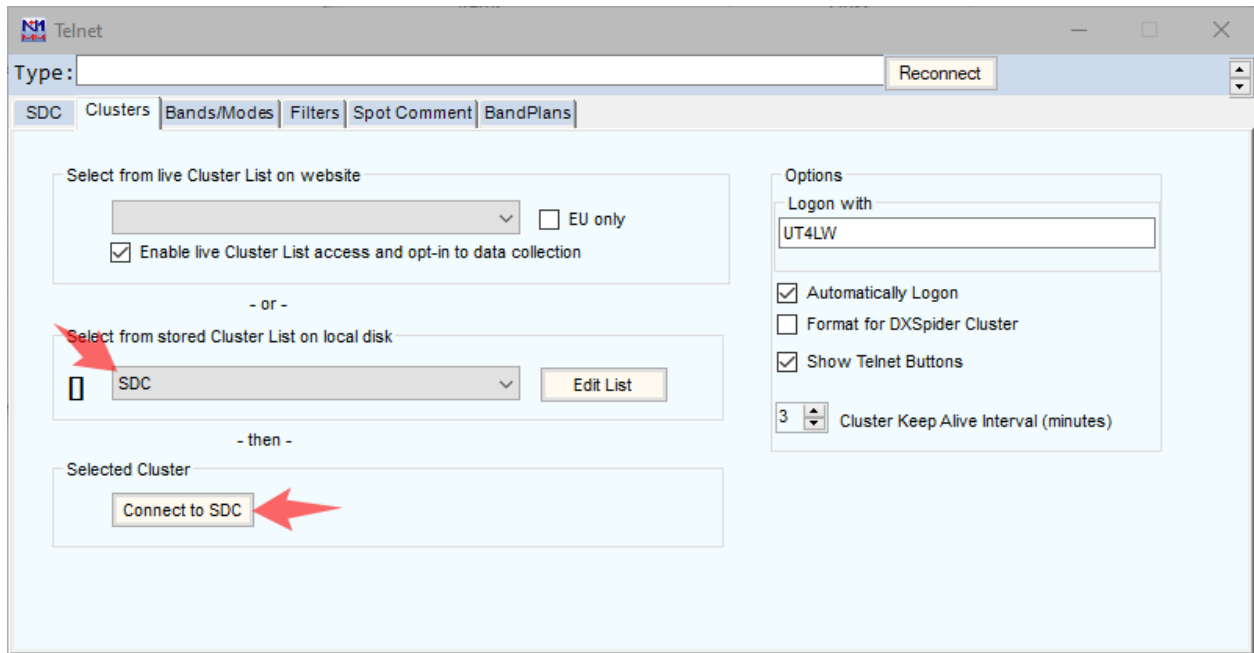 N1
MM
Telnet
Type:
Reconnect
SDC Clusters Bands/Modes Filters Spot Comment BandPlans
Select from live Cluster List on website
EU only
Enable live Cluster List access and opt-in to data collection
- or -
Select from stored Cluster List on local disk
[] SDC
Edit List
- then -
Selected Cluster
Connect to SDC
Options
Logon with
UT4LW
Automatically Logon
Format for DXSpider Cluster
Show Telnet Buttons
3 Cluster Keep Alive Interval (minutes)